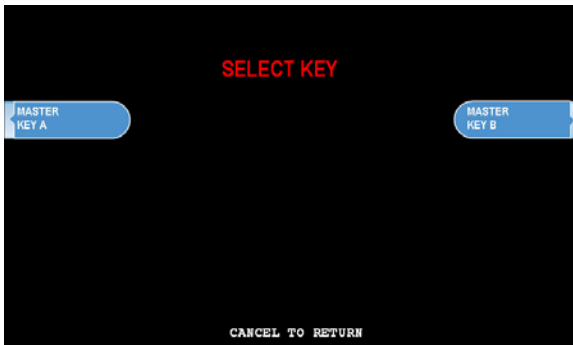 SELECT KEY
MASTER
KEY A
MASTER
KEY B
CANCEL TO RETURN